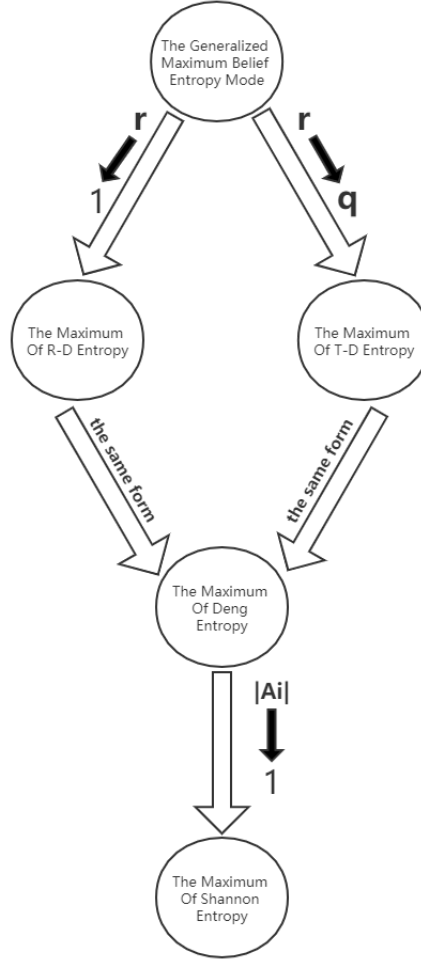 The Generalized
Maximum Belief
Entropy Mode
r
r
1
q
The Maximum
Of R-D Entropy
The Maximum
Of T-D Entropy
the same form
the same form
The Maximum
Of Deng
Entropy
|Ai|
1
The Maximum
Of Shannon
Entropy